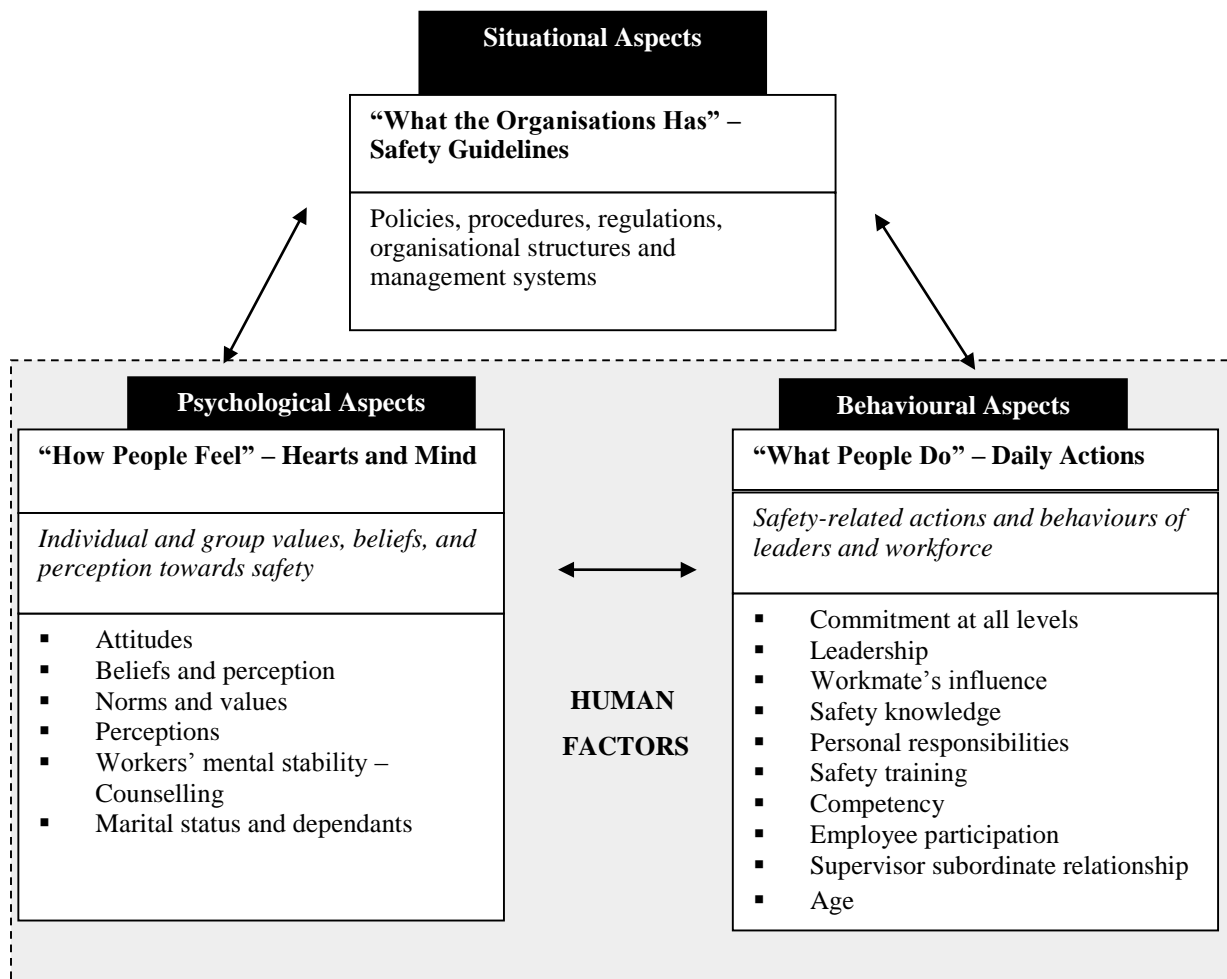 Situational Aspects
“What the Organisations Has” –
Safety Guidelines
Policies, procedures, regulations,
organisational structures and
management systems
Psychological Aspects
“How People Feel” – Hearts and Mind
Individual and group values, beliefs, and
perception towards safety
▪ Attitudes
▪ Beliefs and perception
▪ Norms and values
▪ Perceptions
▪ Workers’ mental stability –
Counselling
▪ Marital status and dependants
HUMAN
FACTORS
Behavioural Aspects
“What People Do” – Daily Actions
Safety-related actions and behaviours of
leaders and workforce
▪ Commitment at all levels
▪ Leadership
▪ Workmate’s influence
▪ Safety knowledge
▪ Personal responsibilities
▪ Safety training
▪ Competency
▪ Employee participation
▪ Supervisor subordinate relationship
▪ Age